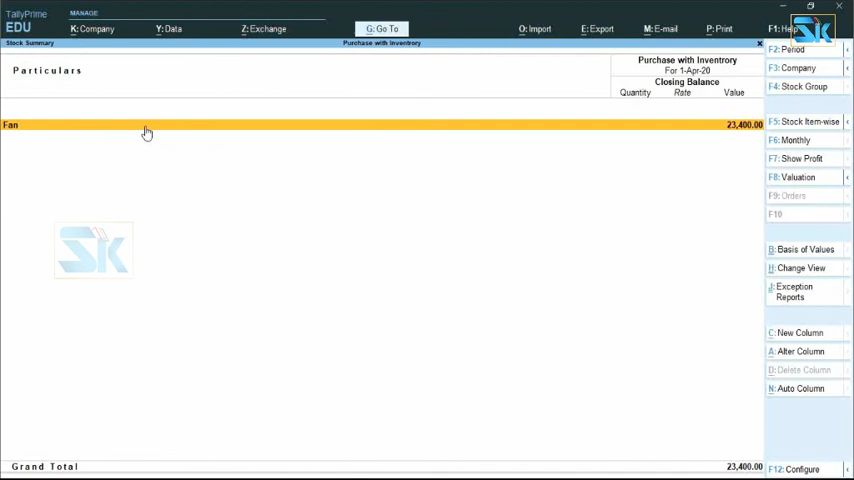 TallyPrime
MANAGE
EDU
K: Company
Y: Data
Z: Exchange
G: Go To
O: Import
E: Export
M: E-mail
P: Print
F1: Help
Stock Summary
Purchase with Inventrory
Particulars
Purchase with Inventrory
For 1-Apr-20
Closing Balance
Quantity Rate Value
Fan 23,400.00
Grand Total 23,400.00
F2: Period
F3: Company
F4: Stock Group
F5: Stock Item-wise
F6: Monthly
F7: Show Profit
F8: Valuation
F9: Orders
F10
B: Basis of Values
H: Change View
J: Exception
Reports
C: New Column
A: Alter Column
D: Delete Column
N: Auto Column
F12: Configure
SK
SK